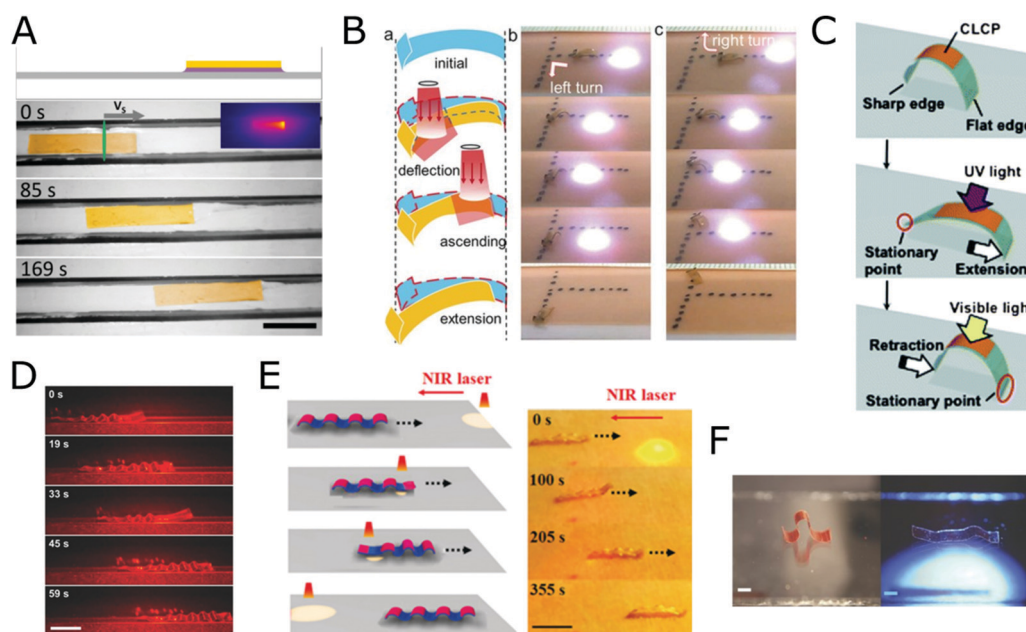 A
0 s
vs
85 s
169 s
B
a
initial
deflection
ascending
extension
b
left turn
c
right turn
C
CLCP
Sharp edge
Flat edge
UV light
Stationary
point
Extension
Visible light
Retraction
Stationary point
D
0 s
19 s
33 s
45 s
59 s
E
NIR laser
NIR laser
0 s
100 s
205 s
355 s
F